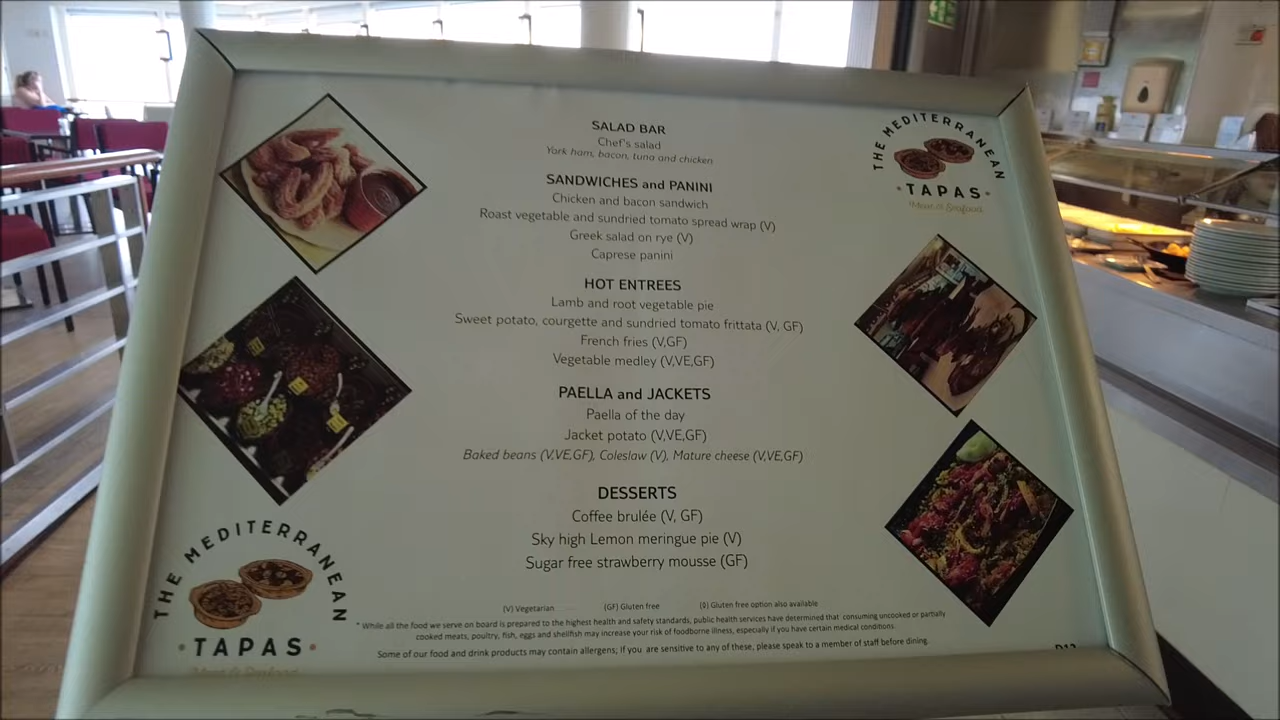 SALAD BAR
Chef's salad
York ham, bacon, tuna and chicken
SANDWICHES and PANINI
Chicken and bacon sandwich
Roast vegetable and sundried tomato spread wrap (V)
Greek salad on rye (V)
Caprese panini
HOT ENTREES
Lamb and root vegetable pie
Sweet potato, courgette and sundried tomato frittata (V, GF)
French fries (V,GF)
Vegetable medley (V,VE,GF)
PAELLA and JACKETS
Paella of the day
Jacket potato (V,VE,GF)
Baked beans (V,VE,GF), Coleslaw (V), Mature cheese (V,VE,GF)
DESSERTS
Coffee brulée (V, GF)
Sky high Lemon meringue pie (V)
Sugar free strawberry mousse (GF)
(V) Vegetarian (GF) Gluten free (9) Gluten free option also available
* While all the food we serve on board is prepared to the highest health and safety standards, public health services have determined that consuming uncooked or partially
cooked meats, poultry, fish, eggs and shellfish may increase your risk of foodborne illness, especially if you have certain medical conditions.
Some of our food and drink products may contain allergens; If you are sensitive to any of these, please speak to a member of staff before dining.
THE MEDITERRANEAN
TAPAS
Meat & Seafood
THE MEDITERRANEAN
TAPAS